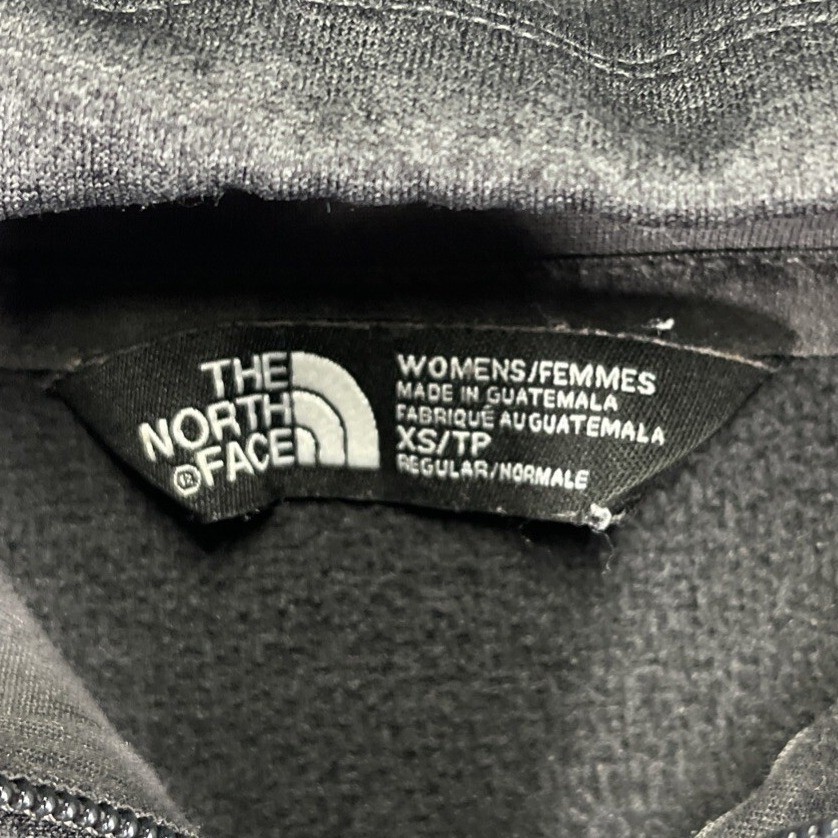 THE
NORTH
FACE
WOMENS/FEMMES
MADE IN GUATEMALA
FABRIQUÉ AU GUATEMALA
XS/TP
REGULAR/NORMALE